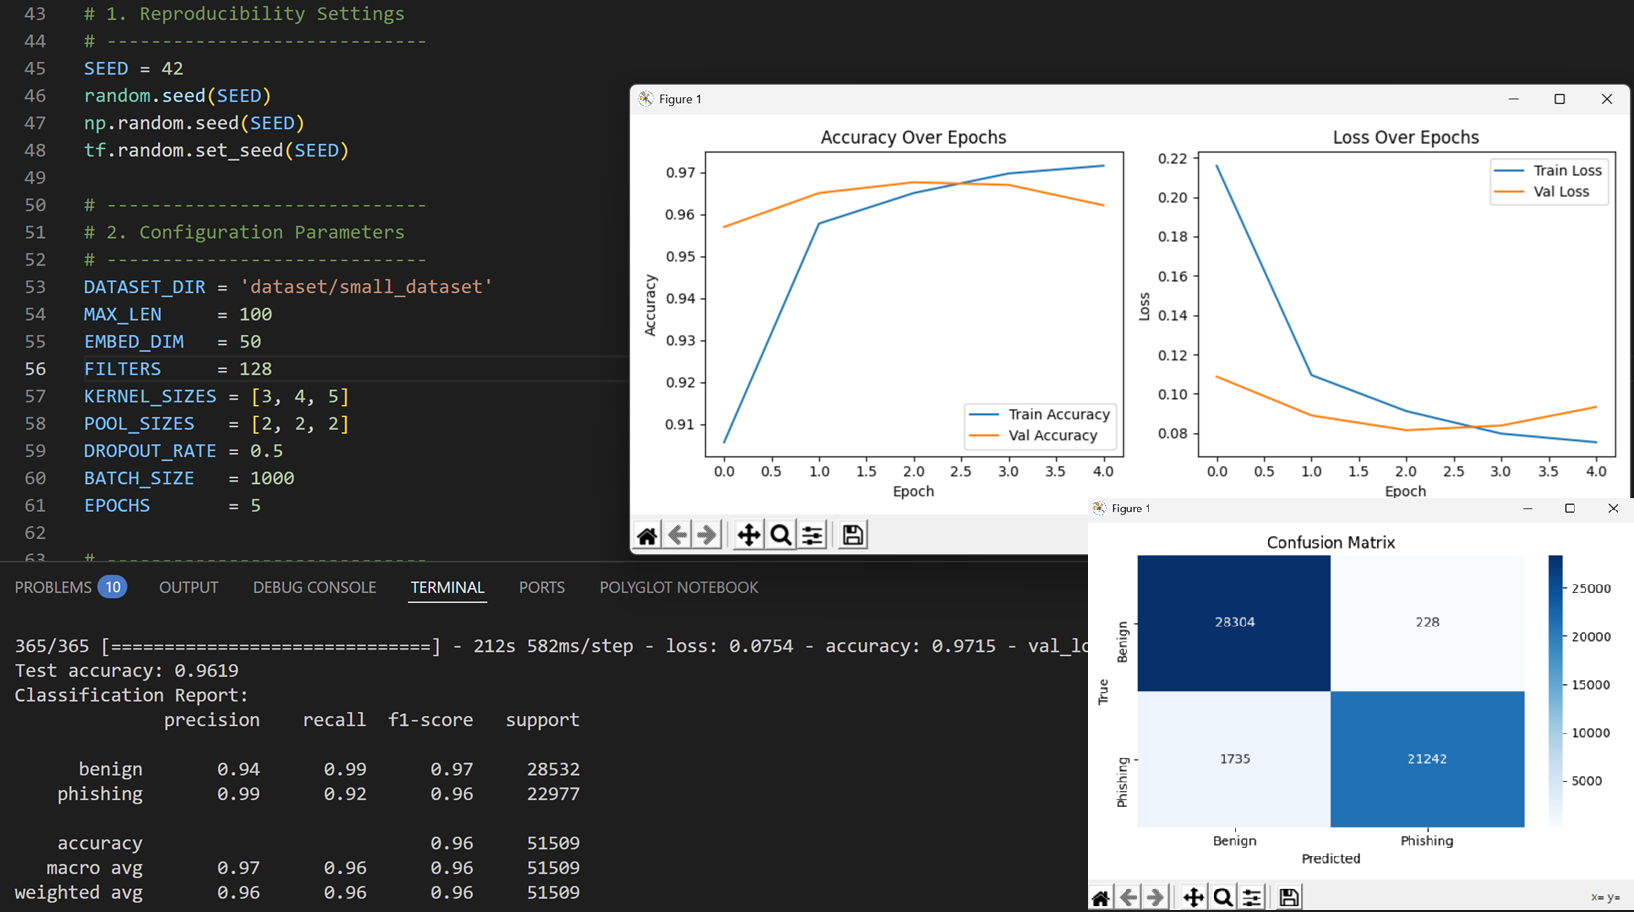 43 # 1. Reproducibility Settings
44 # -----------------------------
45 SEED = 42
46 random.seed(SEED)
47 np.random.seed(SEED)
48 tf.random.set_seed(SEED)
49
50 # -----------------------------
51 # 2. Configuration Parameters
52 # -----------------------------
53 DATASET_DIR = 'dataset/small_dataset'
54 MAX_LEN = 100
55 EMBED_DIM = 50
56 FILTERS = 128
57 KERNEL_SIZES = [3, 4, 5]
58 POOL_SIZES = [2, 2, 2]
59 DROPOUT_RATE = 0.5
60 BATCH_SIZE = 1000
61 EPOCHS = 5
62
63 # -----------------------------
Figure 1
Accuracy Over Epochs
Accuracy
0.97
0.96
0.95
0.94
0.93
0.92
0.91
Train Accuracy
Val Accuracy
0.0 0.5 1.0 1.5 2.0 2.5 3.0 3.5 4.0
Epoch
Loss Over Epochs
Loss
0.22
0.20
0.18
0.16
0.14
0.12
0.10
0.08
Train Loss
Val Loss
0.0 0.5 1.0 1.5 2.0 2.5 3.0 3.5 4.0
Epoch
PROBLEMS 10 OUTPUT DEBUG CONSOLE TERMINAL PORTS POLYGLOT NOTEBOOK
365/365 [==============================] - 212s 582ms/step - loss: 0.0754 - accuracy: 0.9715 - val_lo
Test accuracy: 0.9619
Classification Report:
precision recall f1-score support
benign 0.94 0.99 0.97 28532
phishing 0.99 0.92 0.96 22977
accuracy 0.96 51509
macro avg 0.97 0.96 0.96 51509
weighted avg 0.96 0.96 0.96 51509
Figure 1
Confusion Matrix
True
Benign
Phishing
28304 228
1735 21242
Benign Phishing
Predicted
25000
20000
15000
10000
5000
x= y=